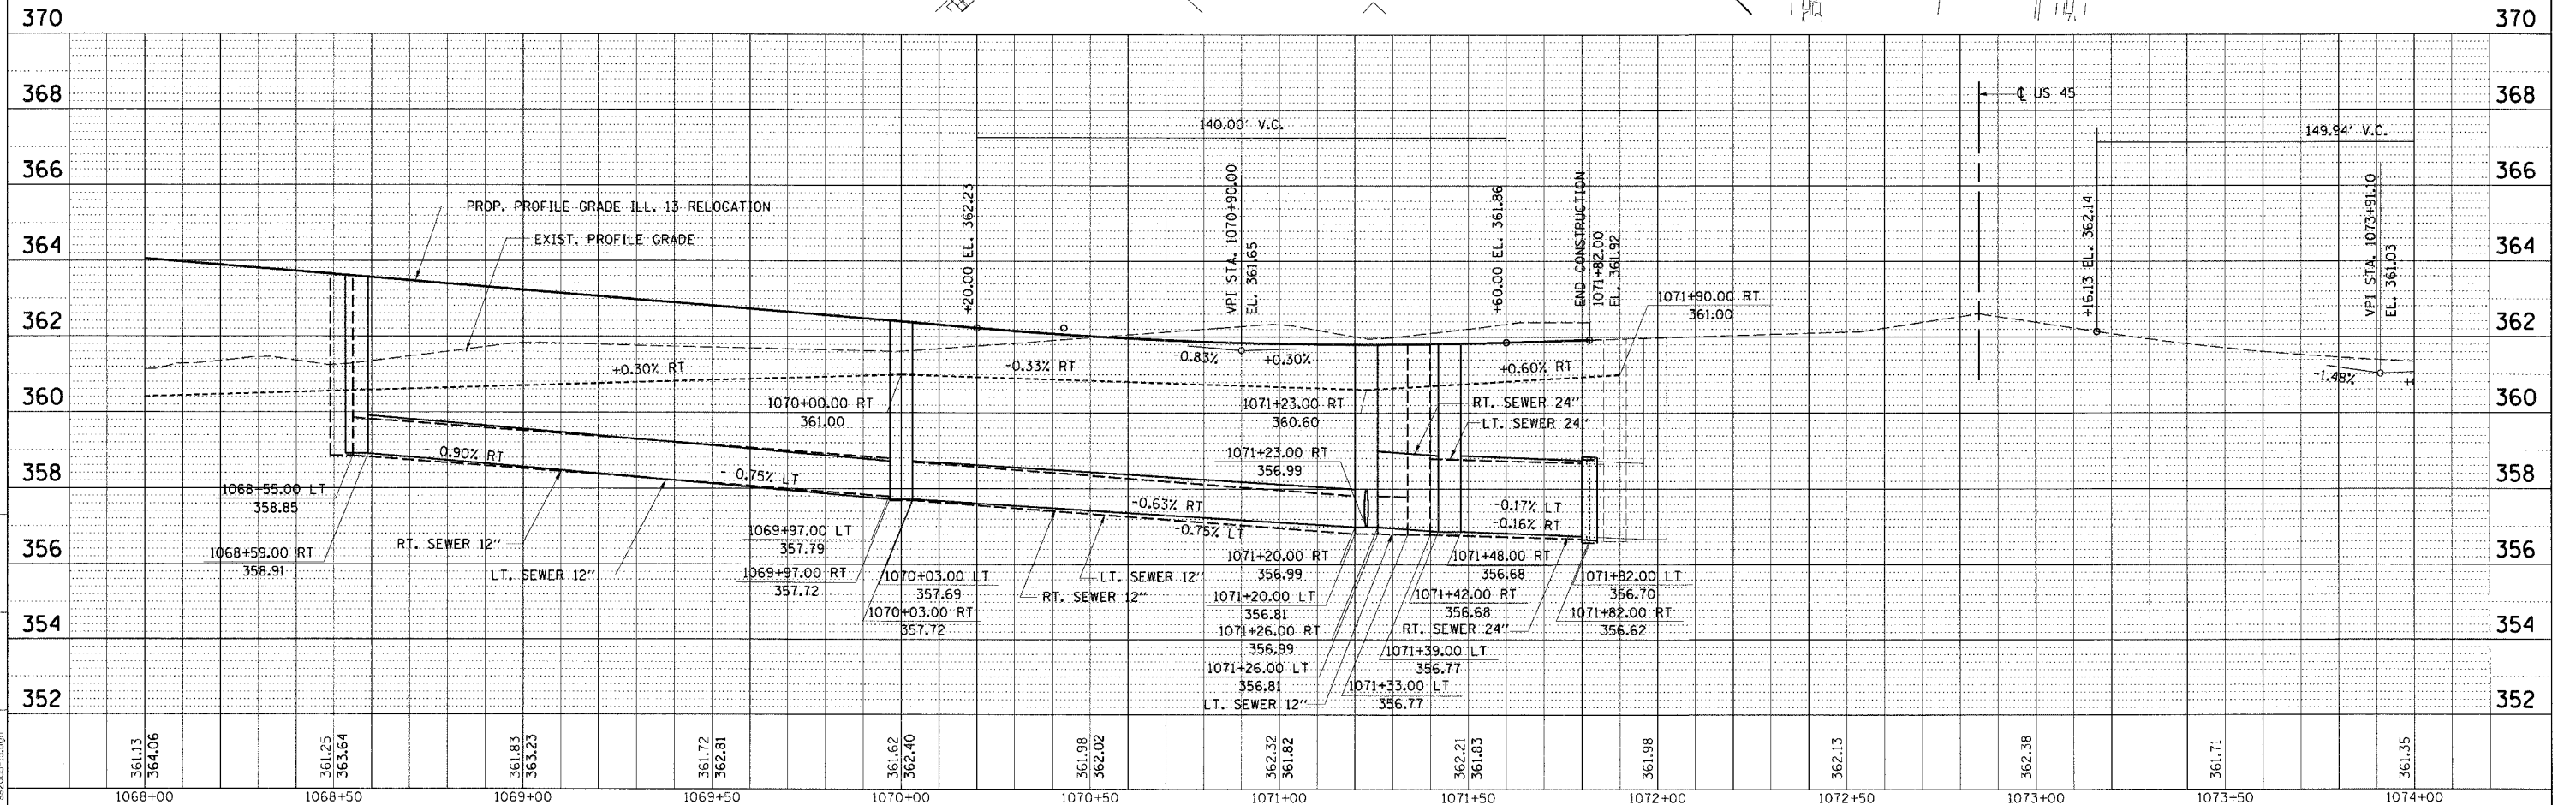 370 370
368 368
366 366
364 364
362 362
360 360
358 358
356 356
354 354
352 352
℄ US 45
140.00' V.C.
149.94' V.C.
PROP. PROFILE GRADE ILL. 13 RELOCATION
EXIST. PROFILE GRADE
+20.00 EL. 362.23
VPI STA. 1070+90.00
EL. 361.65
+60.00 EL. 361.86
END CONSTRUCTION
1071+82.00
EL. 361.92
+16.13 EL. 362.14
VPI STA. 1073+91.10
EL. 361.03
1071+90.00 RT
361.00
+0.30% RT
-0.33% RT
-0.83%
+0.30%
+0.60% RT
-1.48%
1070+00.00 RT
361.00
1071+23.00 RT
360.60
RT. SEWER 24"
LT. SEWER 24"
- 0.90% RT
- 0.75% LT
1071+23.00 RT
356.99
-0.63% RT
-0.75% LT
-0.17% LT
-0.16% RT
1068+55.00 LT
358.85
1068+59.00 RT
358.91
RT. SEWER 12"
LT. SEWER 12"
1069+97.00 LT
357.79
1069+97.00 RT
357.72
1070+03.00 LT
357.69
1070+03.00 RT
357.72
LT. SEWER 12"
RT. SEWER 12"
1071+20.00 RT
356.99
1071+20.00 LT
356.81
1071+26.00 RT
356.99
1071+26.00 LT
356.81
LT. SEWER 12"
1071+48.00 RT
356.68
1071+42.00 RT
356.68
RT. SEWER 24"
1071+39.00 LT
356.77
1071+33.00 LT
356.77
1071+82.00 LT
356.70
1071+82.00 RT
356.62
361.13
364.06
361.25
363.64
361.83
363.23
361.72
362.81
361.62
362.40
361.98
362.02
362.32
361.82
362.21
361.83
361.98
362.13
362.38
361.71
361.35
1068+00 1068+50 1069+00 1069+50 1070+00 1070+50 1071+00 1071+50 1072+00 1072+50 1073+00 1073+50 1074+00